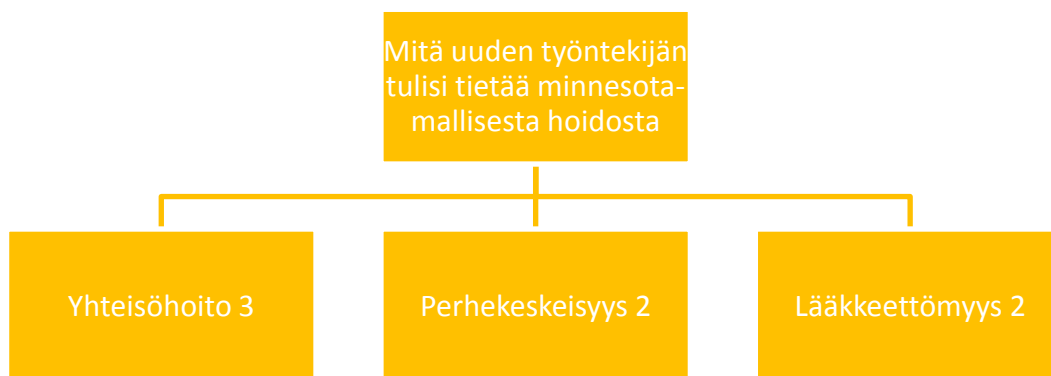 Mitä uuden työntekijän
tulisi tietää minnesota-
mallisesta hoidosta
Yhteisöhoito 3
Perhekeskeisyys 2
Lääkkeettömyys 2